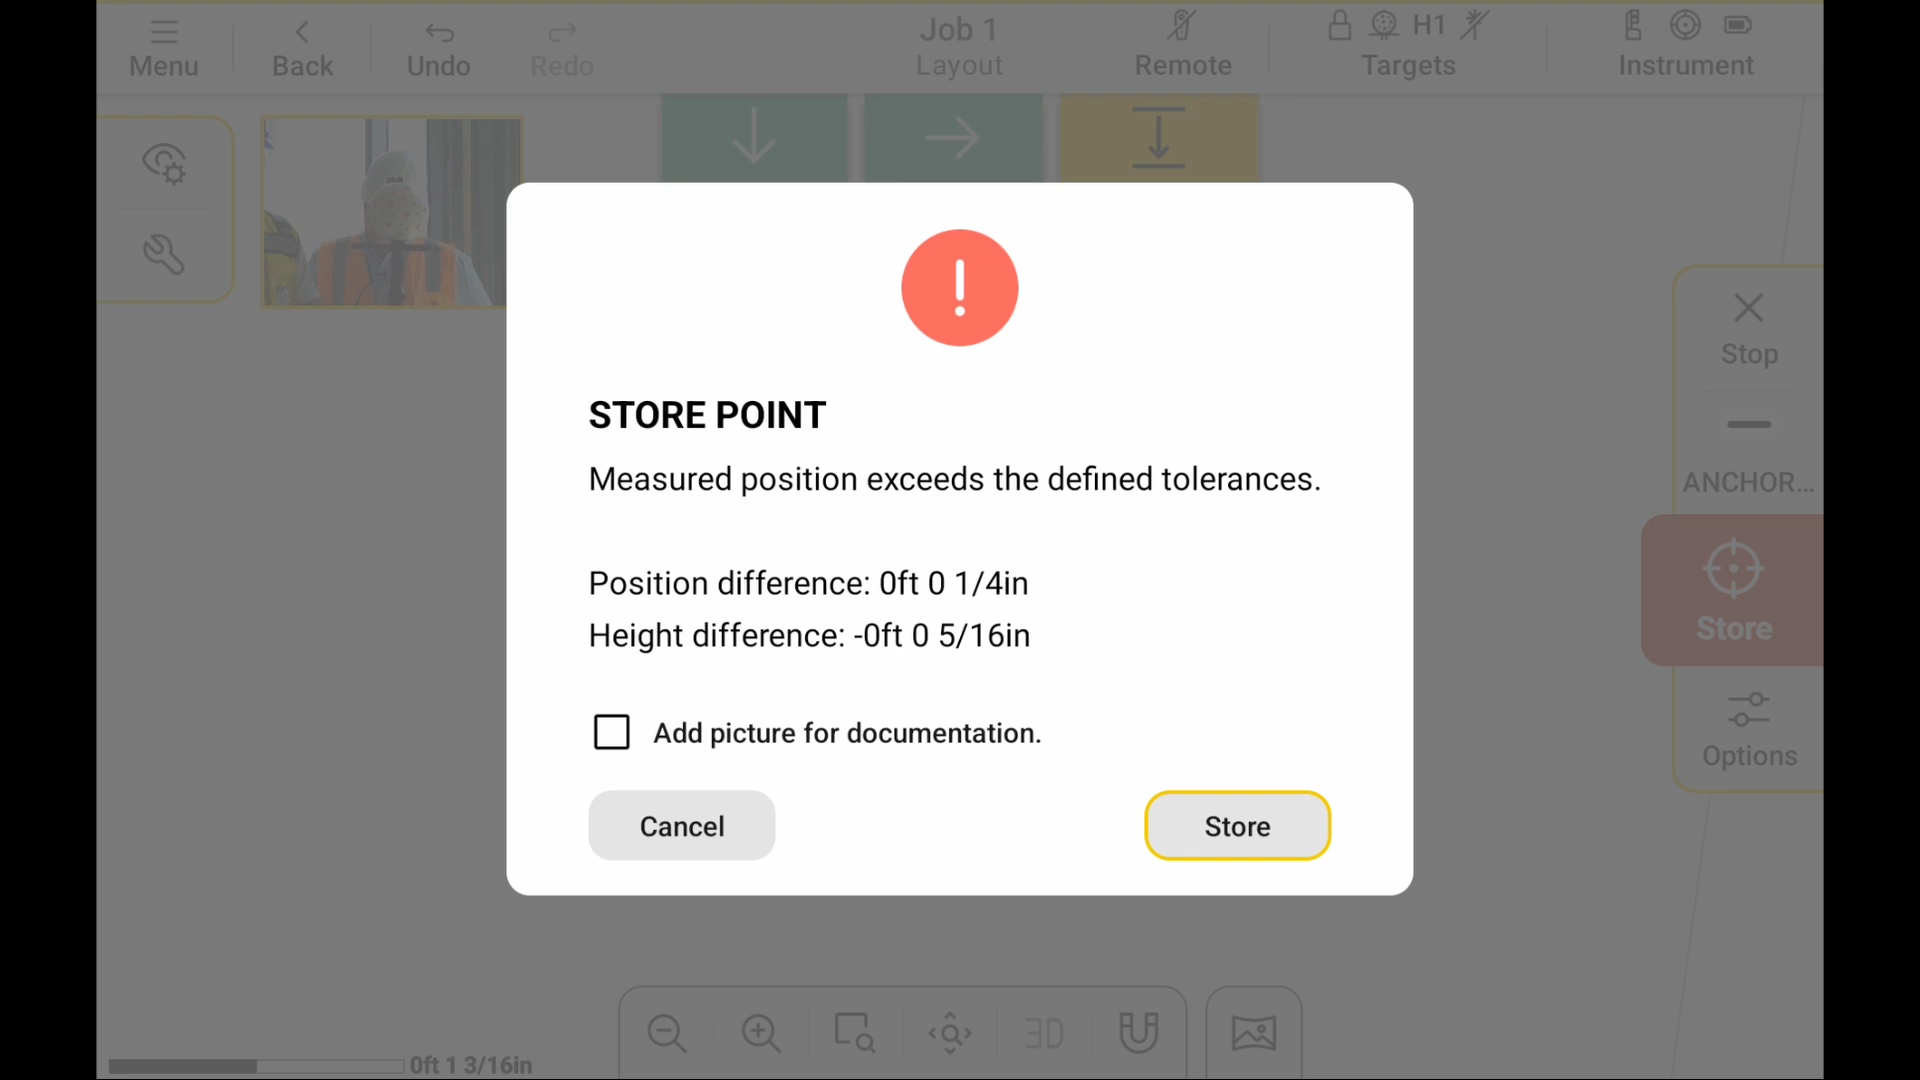 Menu
Back
Undo
Redo
Job 1
Layout
Remote
H1
Targets
Instrument
STORE POINT
Measured position exceeds the defined tolerances.
Position difference: 0ft 0 1/4in
Height difference: -0ft 0 5/16in
Add picture for documentation.
Cancel
Store
Stop
ANCHOR...
Store
Options
3D
0ft 1 3/16in